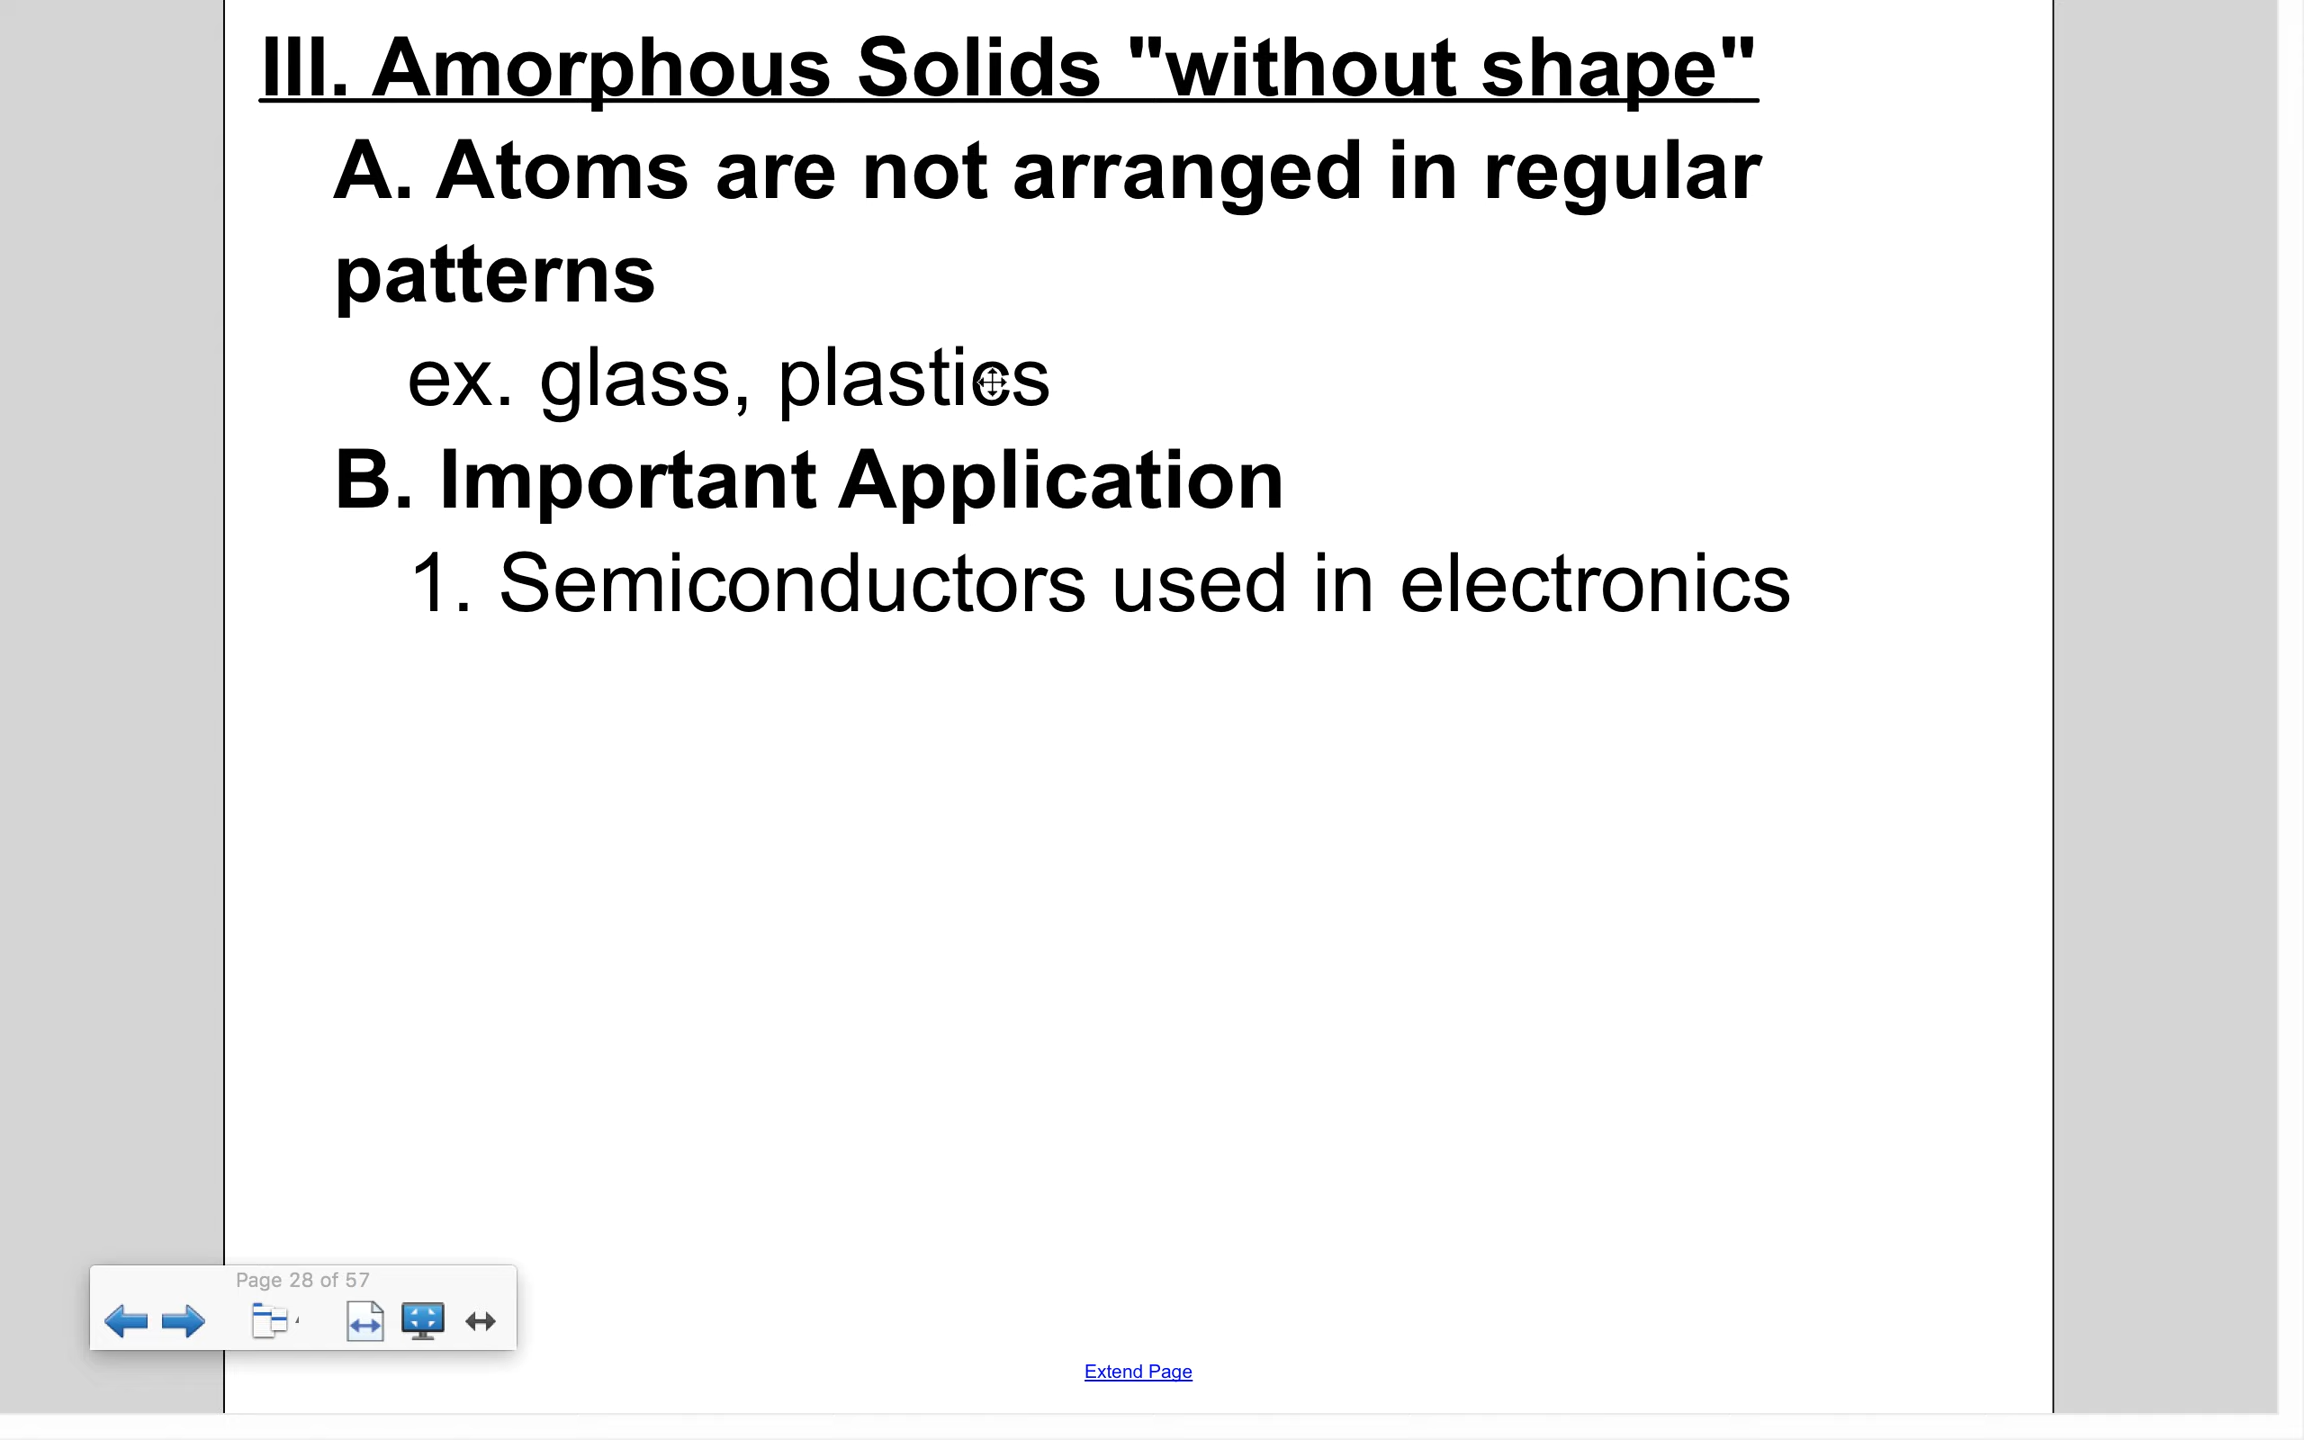 III. Amorphous Solids "without shape"
A. Atoms are not arranged in regular
patterns
ex. glass, plastics
B. Important Application
1. Semiconductors used in electronics
Page 28 of 57
Extend Page